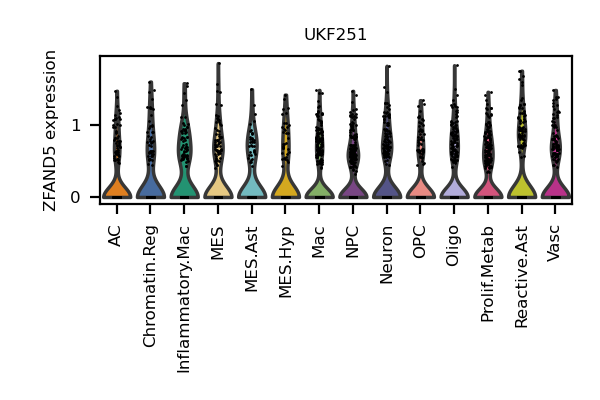 UKF251
ZFAND5 expression
1
0
AC
Chromatin.Reg
Inflammatory.Mac
MES
MES.Ast
MES.Hyp
Mac
NPC
Neuron
OPC
Oligo
Prolif.Metab
Reactive.Ast
Vasc